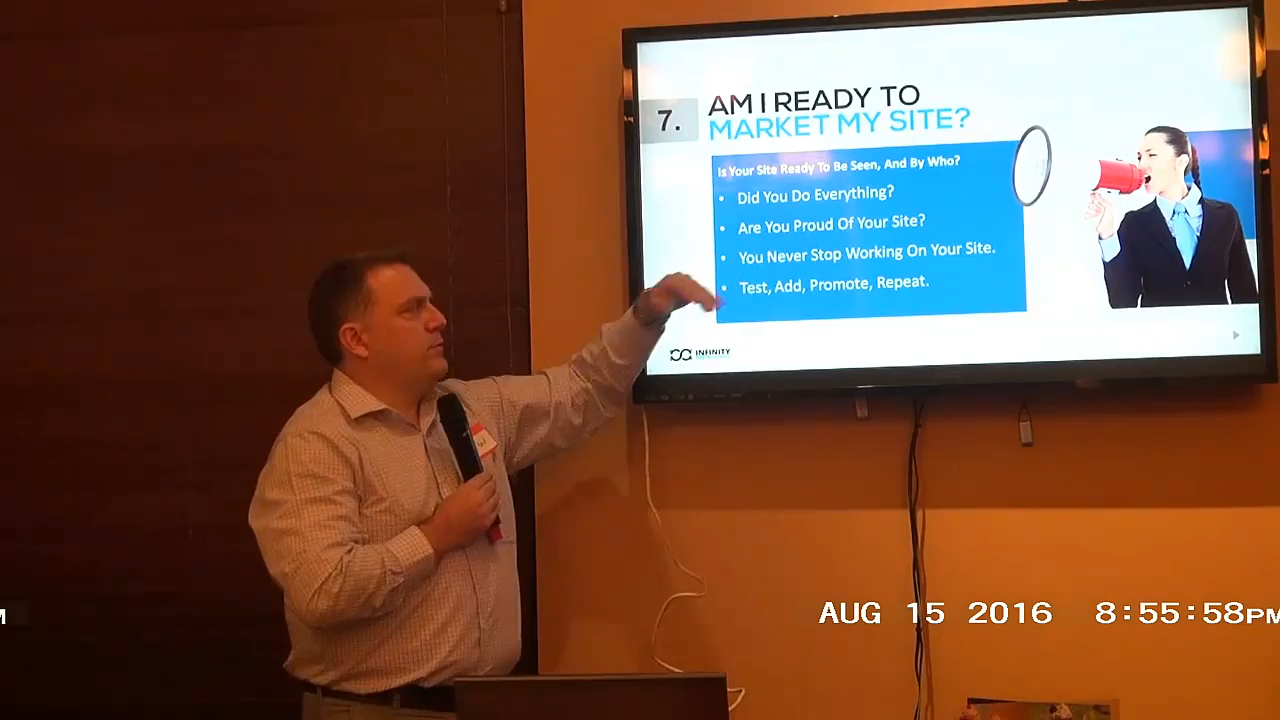 7.
AM I READY TO
MARKET MY SITE?
Is Your Site Ready To Be Seen, And By Who?
• Did You Do Everything?
• Are You Proud Of Your Site?
• You Never Stop Working On Your Site.
• Test, Add, Promote, Repeat.
INFINITY
M
AUG 15 2016 8:55:58PM